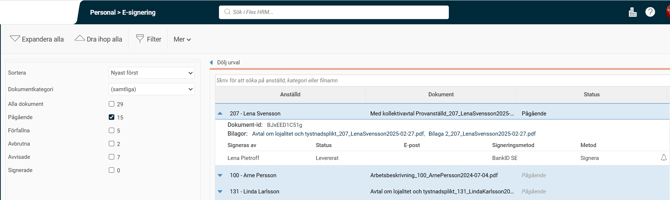 Personal > E-signering
Sök i Flex HRM...
?
Expandera alla
Dra ihop alla
Filter
Mer
Dölj urval
Sortera
Nyast först
Dokumentkategori
(samtliga)
Alla dokument 29
Pågående 15
Förfallna 5
Avbrutna 2
Avvisade 7
Signerade 0
Skriv för att söka på anställd, kategori eller filnamn
Anställd Dokument Status
207 - Lena Svensson Med kollektivavtal Provanställd_207_LenaSvensson2025-... Pågående
Dokument-id: BJxEED1C51g
Bilagor: Avtal om lojalitet och tystnadsplikt_207_LenaSvensson2025-02-27.pdf, Bilaga 2_207_LenaSvensson2025-02-27.pdf
Signeras av Status E-post Signeringsmetod Metod
Lena Pietroff Levererat BankID SE Signera
100 - Arne Persson Arbetsbeskrivning_100_ArnePersson2024-07-04.pdf Pågående
131 - Linda Larlsson Avtal om lojalitet och tystnadsplikt_131_LindaKarlsson20... Pågående